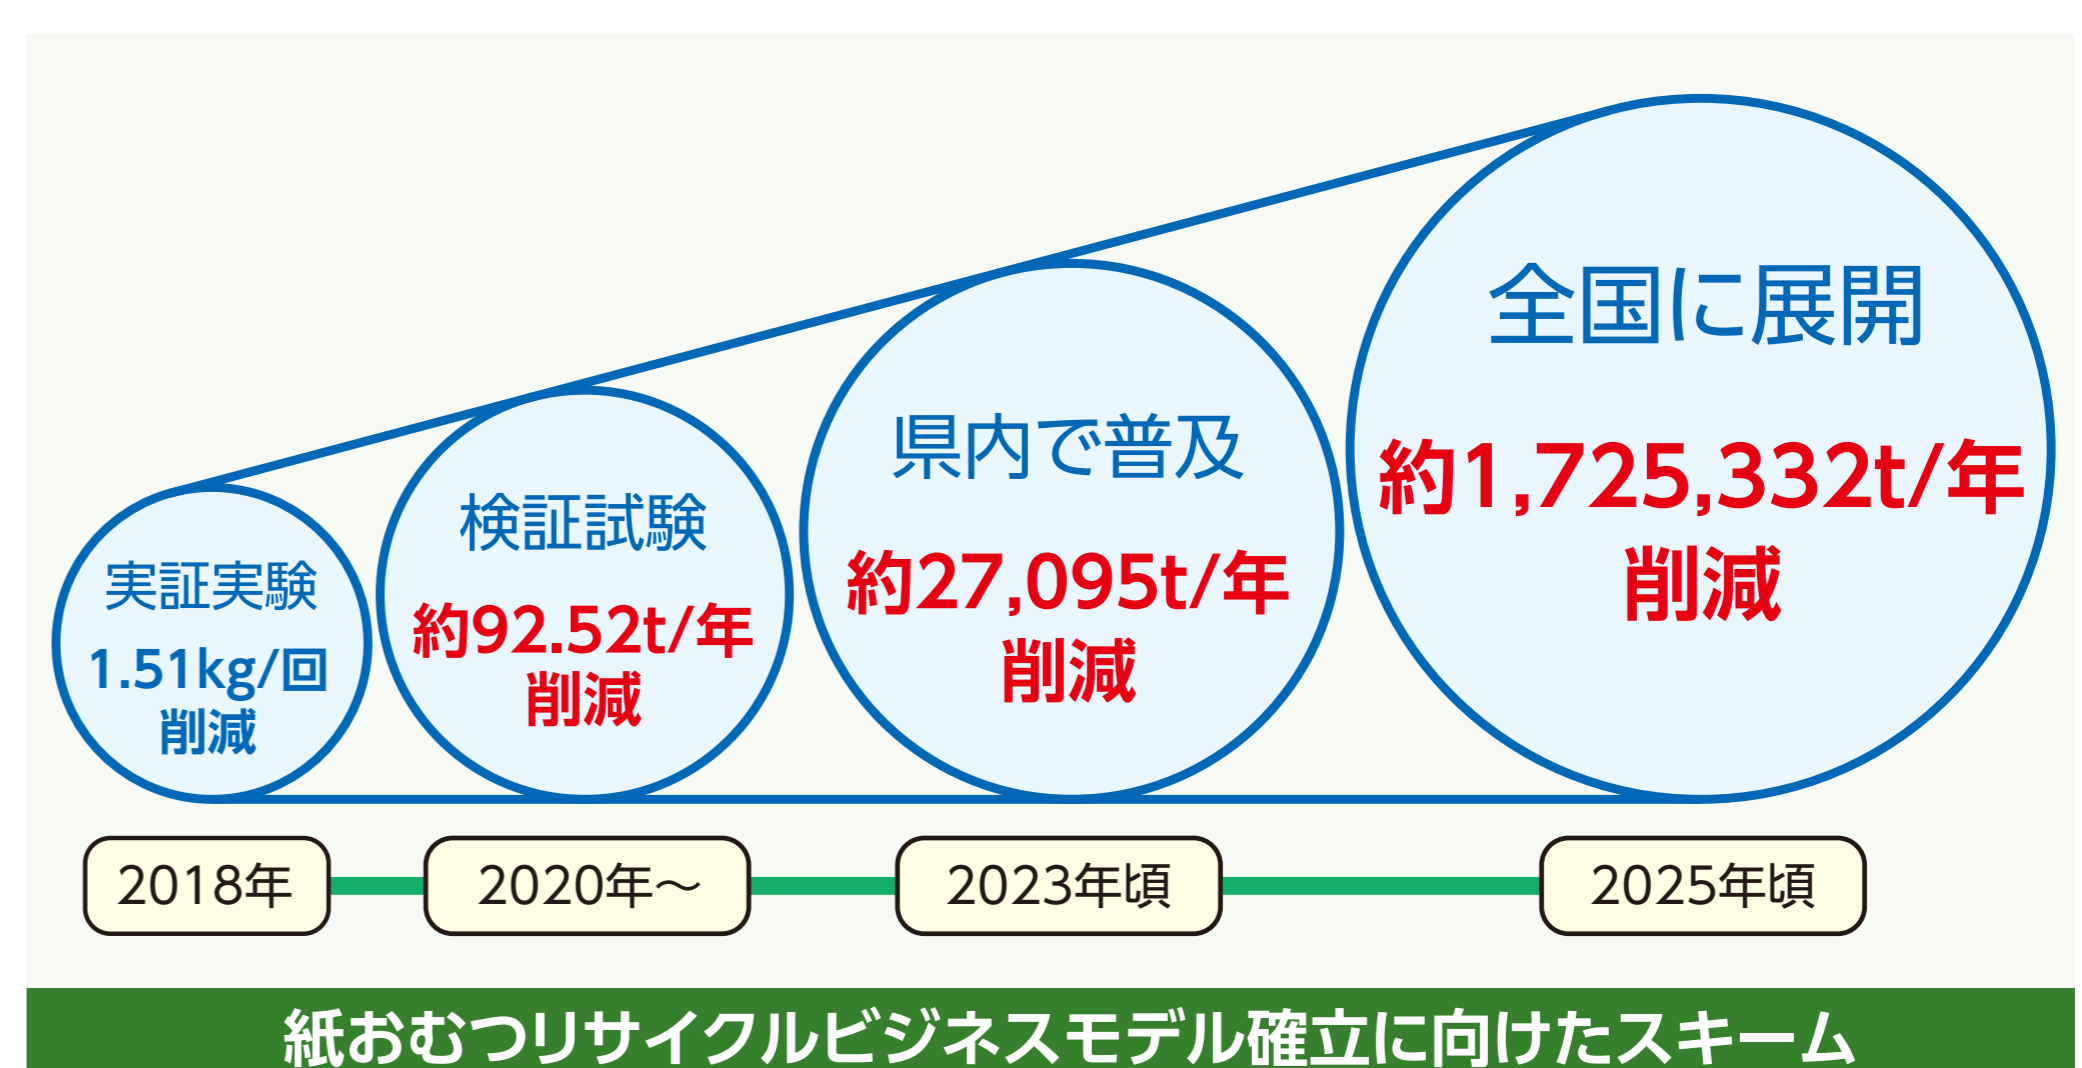 実証実験
1.51kg/回
削減
検証試験
約92.52t/年
削減
県内で普及
約27,095t/年
削減
全国に展開
約1,725,332t/年
削減
2018年
2020年～
2023年頃
2025年頃
紙おむつリサイクルビジネスモデル確立に向けたスキーム